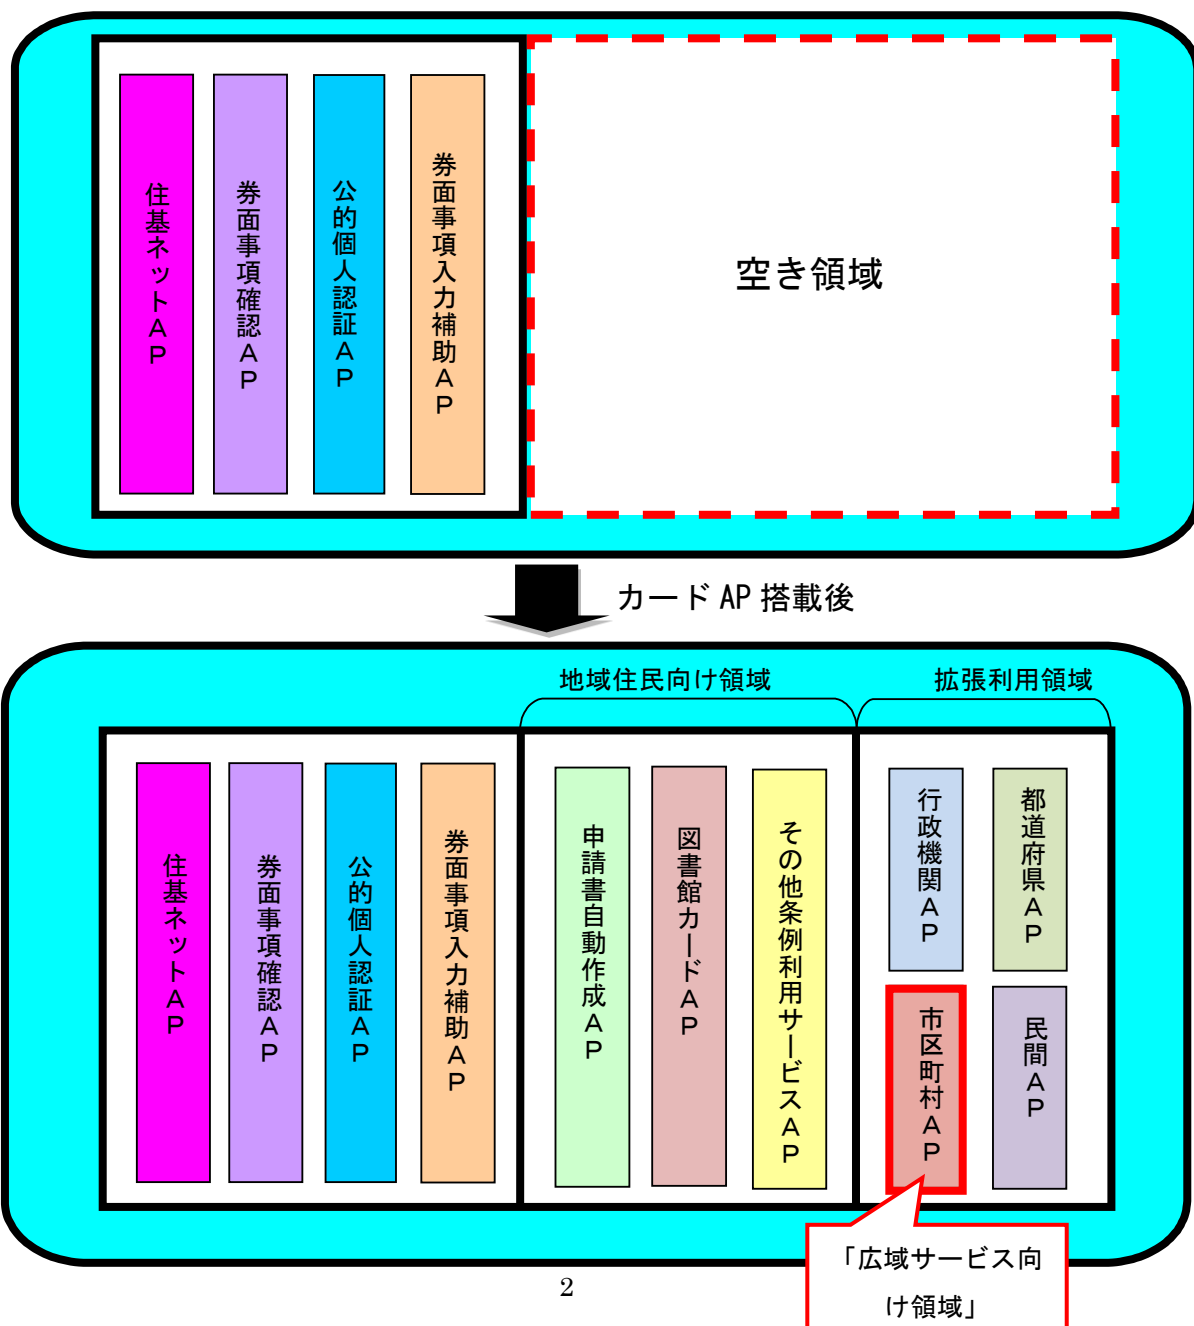 住基ネットAP
券面事項確認AP
公的個人認証AP
券面事項入力補助AP
空き領域
カード AP 搭載後
地域住民向け領域
拡張利用領域
住基ネットAP
券面事項確認AP
公的個人認証AP
券面事項入力補助AP
申請書自動作成AP
図書館カードAP
その他条例利用サービスAP
行政機関AP
都道府県AP
市区町村AP
民間AP
「広域サービス向
け領域」
2